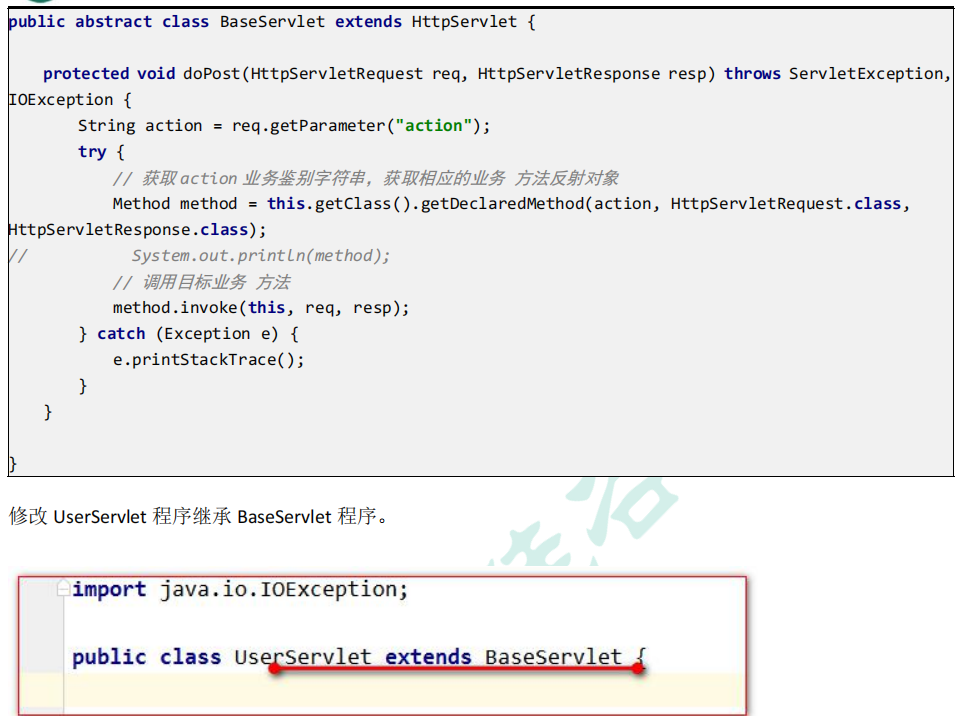 public abstract class BaseServlet extends HttpServlet {
protected void doPost(HttpServletRequest req, HttpServletResponse resp) throws ServletException,
IOException {
String action = req.getParameter("action");
try {
// 获取 action 业务鉴别字符串，获取相应的业务 方法反射对象
Method method = this.getClass().getDeclaredMethod(action, HttpServletRequest.class,
HttpServletResponse.class);
// System.out.println(method);
// 调用目标业务 方法
method.invoke(this, req, resp);
} catch (Exception e) {
e.printStackTrace();
}
}
}
修改 UserServlet 程序继承 BaseServlet 程序。
import java.io.IOException;
public class UserServlet extends BaseServlet {